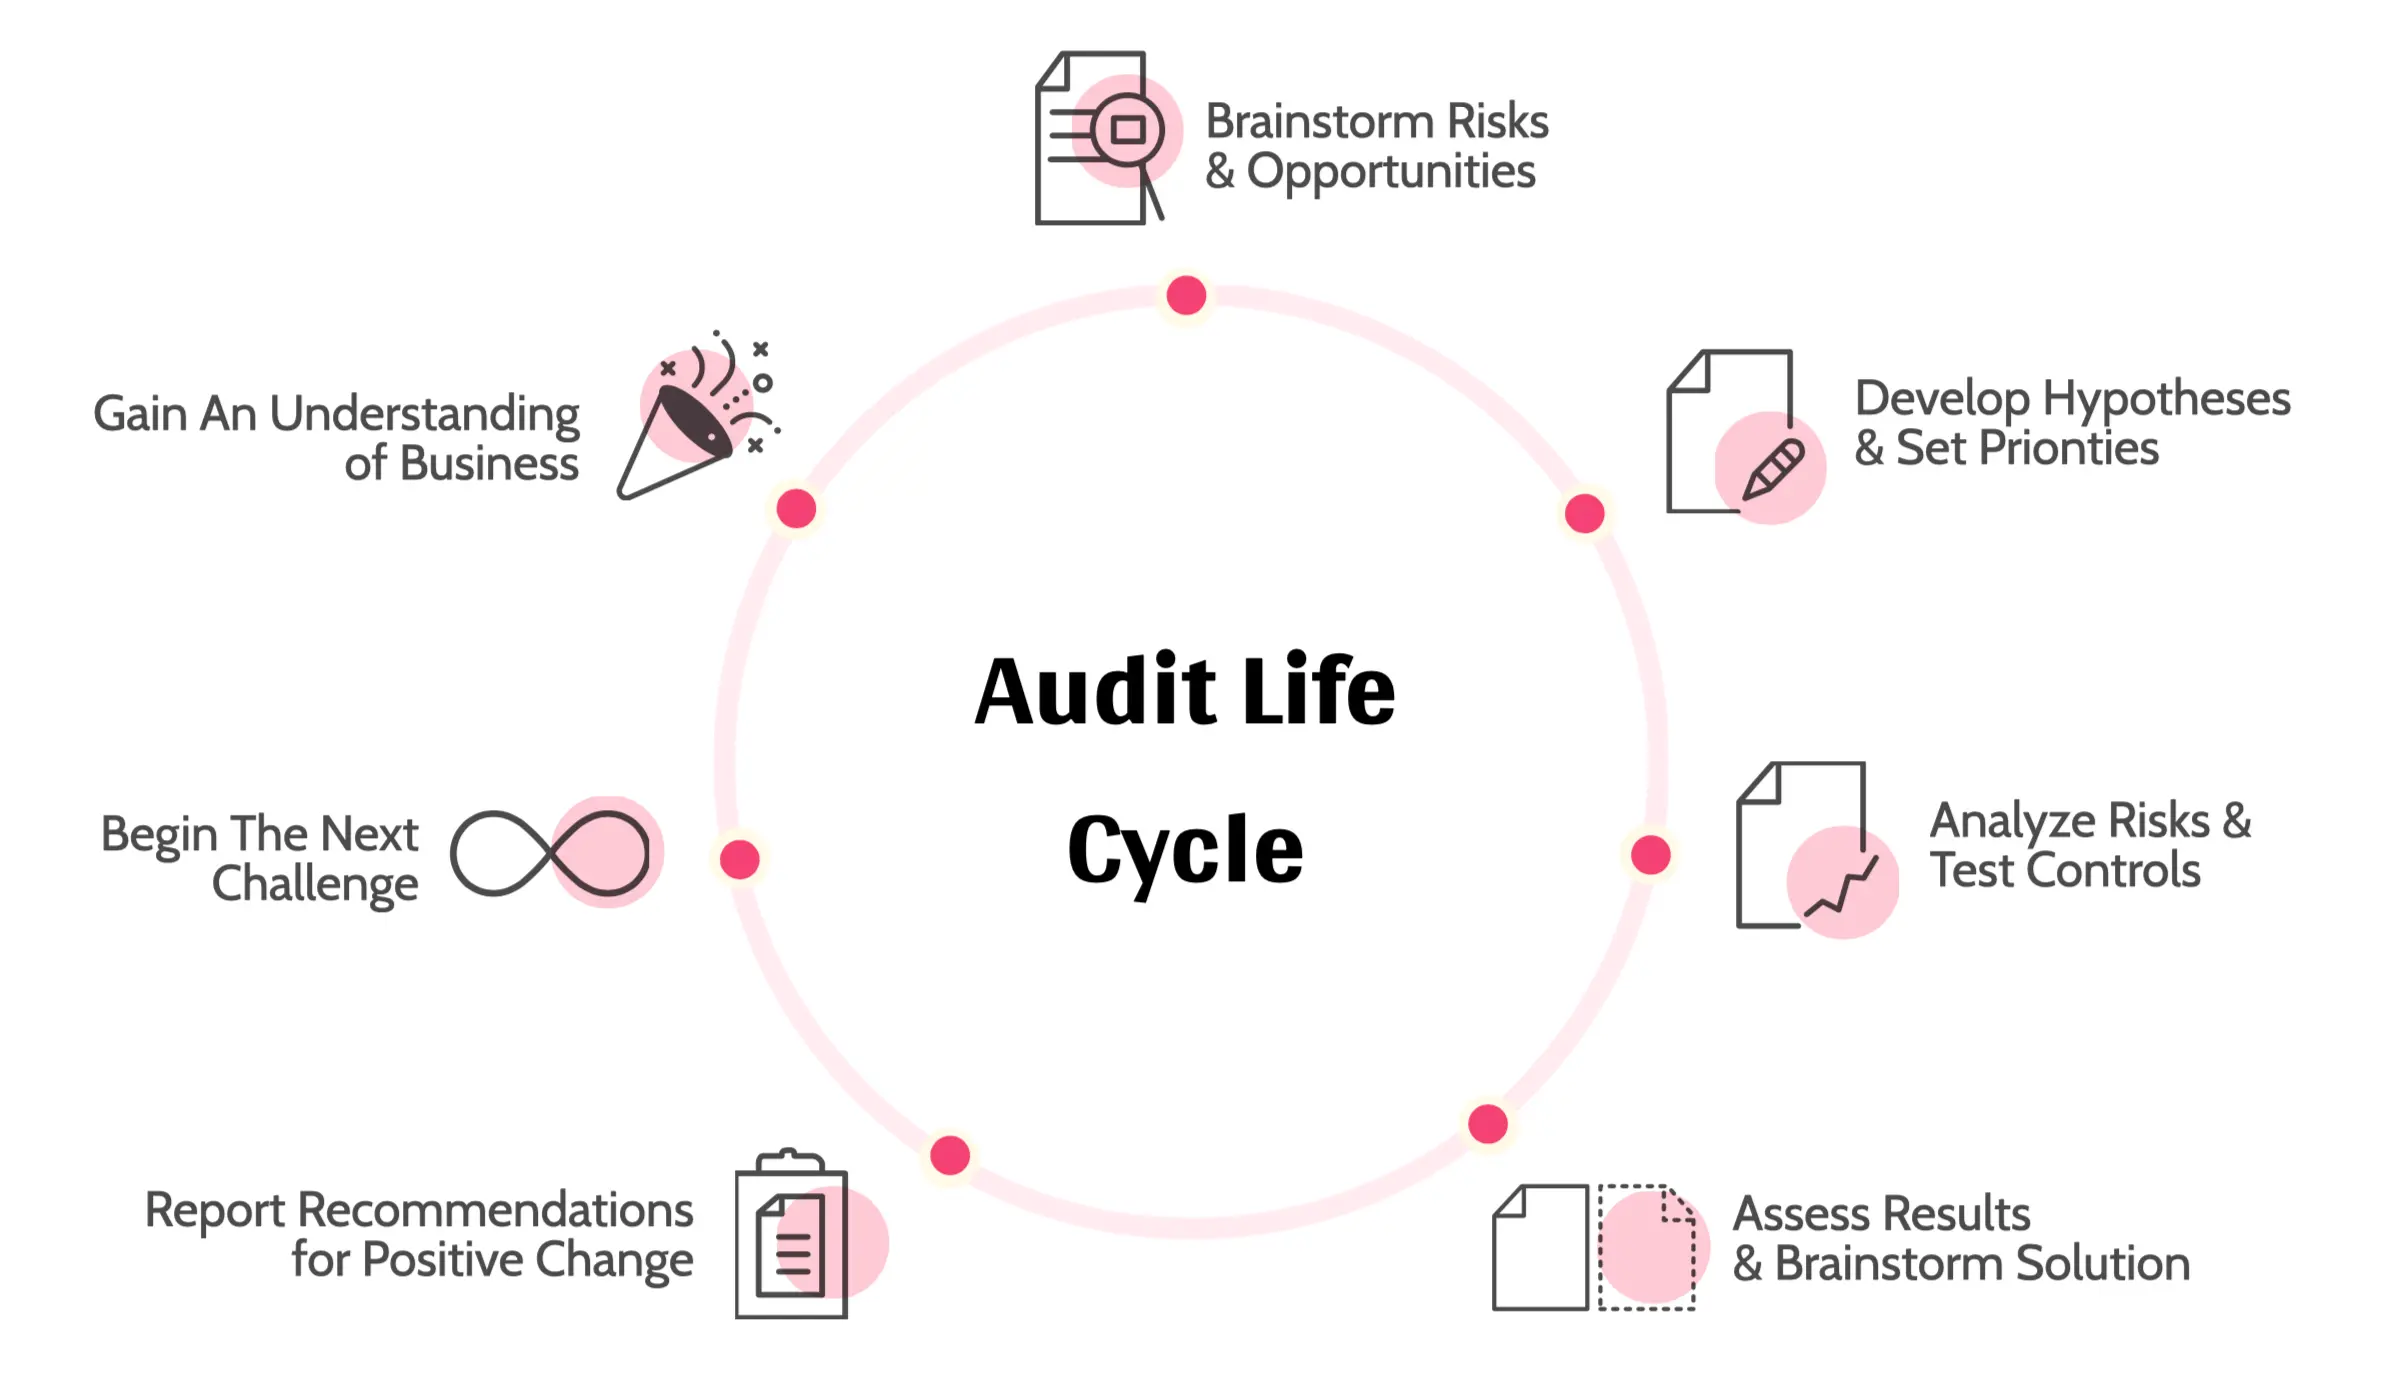 Brainstorm Risks
& Opportunities
Gain An Understanding
of Business
Develop Hypotheses
& Set Prionties
Audit Life
Cycle
Begin The Next
Challenge
Analyze Risks &
Test Controls
Report Recommendations
for Positive Change
Assess Results
& Brainstorm Solution